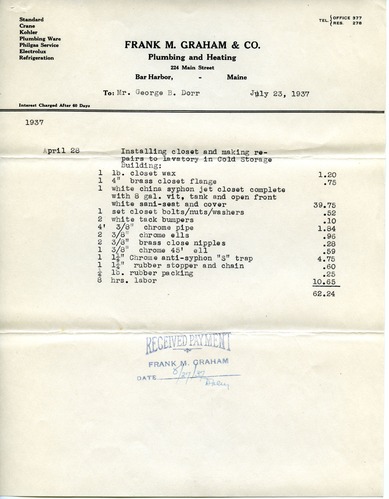 Standard
Crane
Kohler
Plumbing Ware
Philgas Service
Electrolux
Refrigeration
TEL. { OFFICE 377
RES. 278
FRANK M. GRAHAM & CO.
Plumbing and Heating
224 Main Street
BAR HARBOR, - MAINE
To: Mr. George B. Dorr July 23, 1937
Interest Charged After 60 Days
1937
April 28 Installing closet and making re-
pairs to lavatory in Cold Storage
Building:
1 lb. closet wax 1.20
1 4" brass closet flange .75
1 white china syphon jet closet complete
with 8 gal. vit, tank and open front
white sani-seat and cover 39.75
1 set closet bolts/nuts/washers .52
2 white tack bumpers .10
4' 3/8" chrome pipe 1.84
2 3/8" chrome ells .96
2 3/8" brass close nipples .28
1 3/8" chrome 45' ell .59
1 1¼" Chrome anti-syphon "S" trap 4.75
1 1¼" rubber stopper and chain .60
lb. rubber packing .25
8 hrs. labor 10.65
62.24
RECEIVED PAYMENT
FRANK M. GRAHAM
DATE 8/27/37